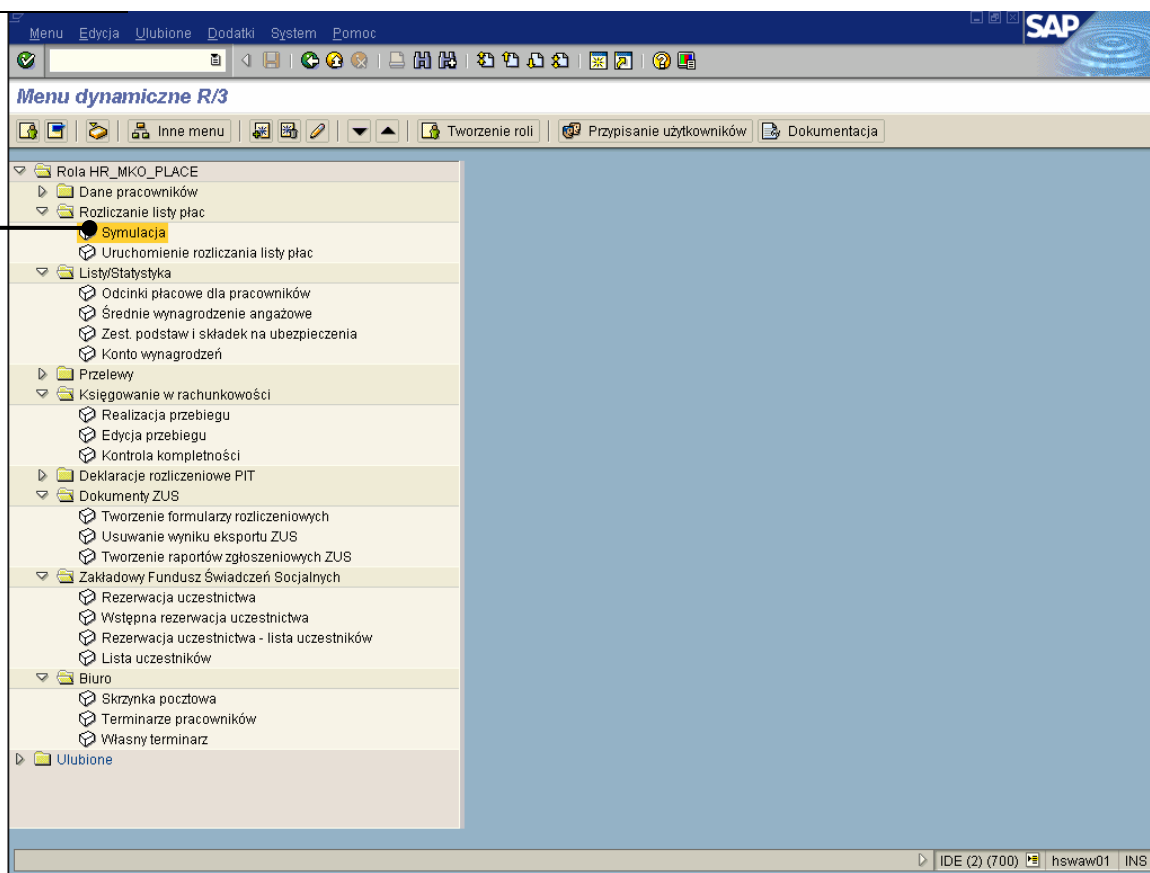 Menu Edycja Ulubione Dodatki System Pomoc
SAP
Menu dynamiczne R/3
Inne menu Tworzenie roli Przypisanie użytkowników Dokumentacja
Rola HR_MKO_PLACE
Dane pracowników
Rozliczanie listy płac
Symulacja
Uruchomienie rozliczania listy płac
Listy/Statystyka
Odcinki płacowe dla pracowników
Średnie wynagrodzenie angażowe
Zest. podstaw i składek na ubezpieczenia
Konto wynagrodzeń
Przelewy
Księgowanie w rachunkowości
Realizacja przebiegu
Edycja przebiegu
Kontrola kompletności
Deklaracje rozliczeniowe PIT
Dokumenty ZUS
Tworzenie formularzy rozliczeniowych
Usuwanie wyniku eksportu ZUS
Tworzenie raportów zgłoszeniowych ZUS
Zakładowy Fundusz Świadczeń Socjalnych
Rezerwacja uczestnictwa
Wstępna rezerwacja uczestnictwa
Rezerwacja uczestnictwa - lista uczestników
Lista uczestników
Biuro
Skrzynka pocztowa
Terminarze pracowników
Własny terminarz
Ulubione
IDE (2) (700) hswaw01 INS